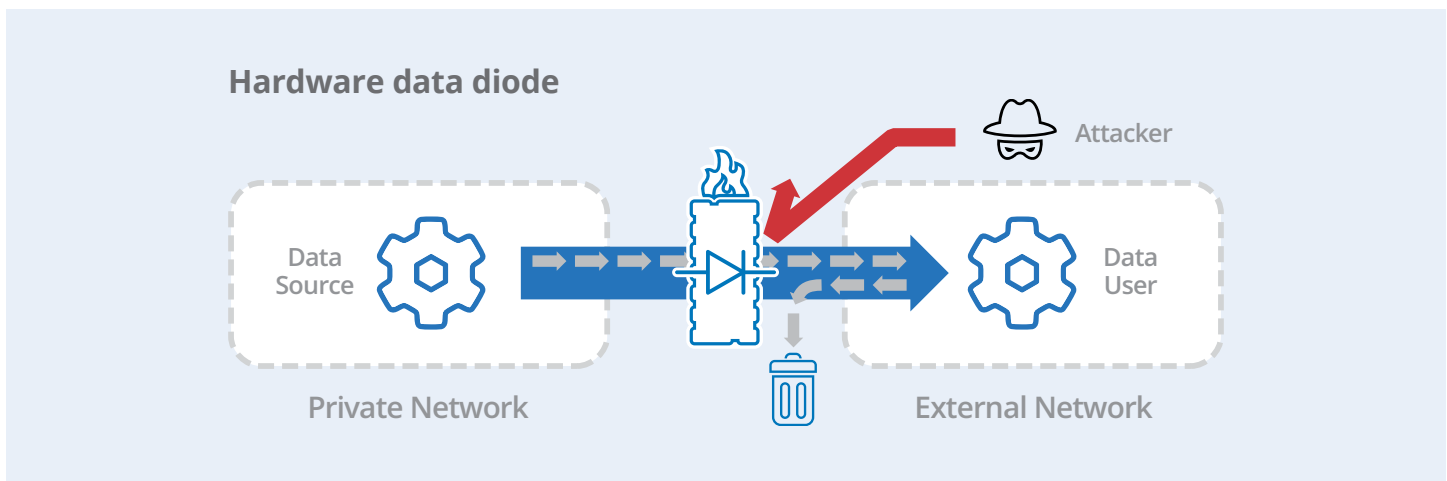 Hardware data diode
Attacker
Data
Source
Data
User
Private Network
External Network